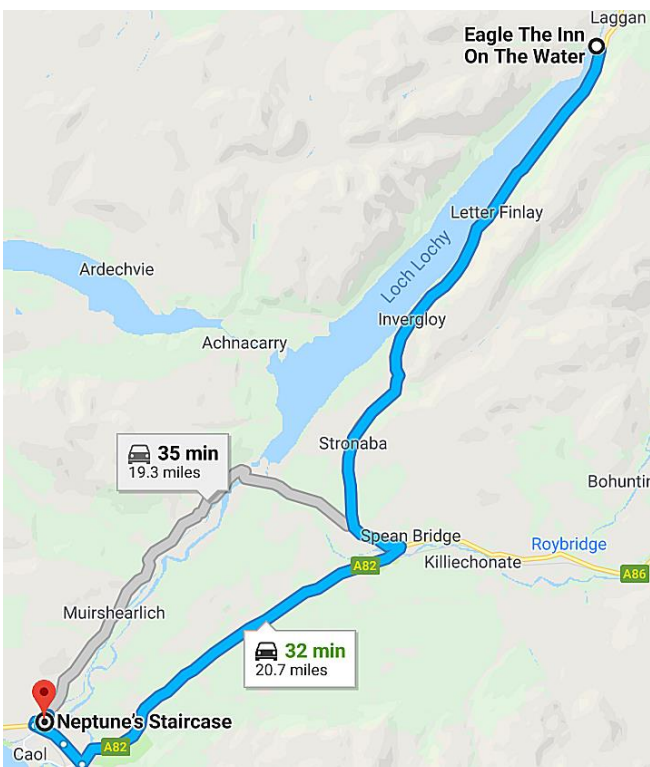 Laggan
Eagle The Inn
On The Water
Letter Finlay
Loch Lochy
Ardechvie
Invergloy
Achnacarry
Stronaba
35 min
19.3 miles
Bohuntin
Spean Bridge
Roybridge
A82
Killiechonate
A86
Muirshearlich
32 min
20.7 miles
Neptune's Staircase
A82
Caol